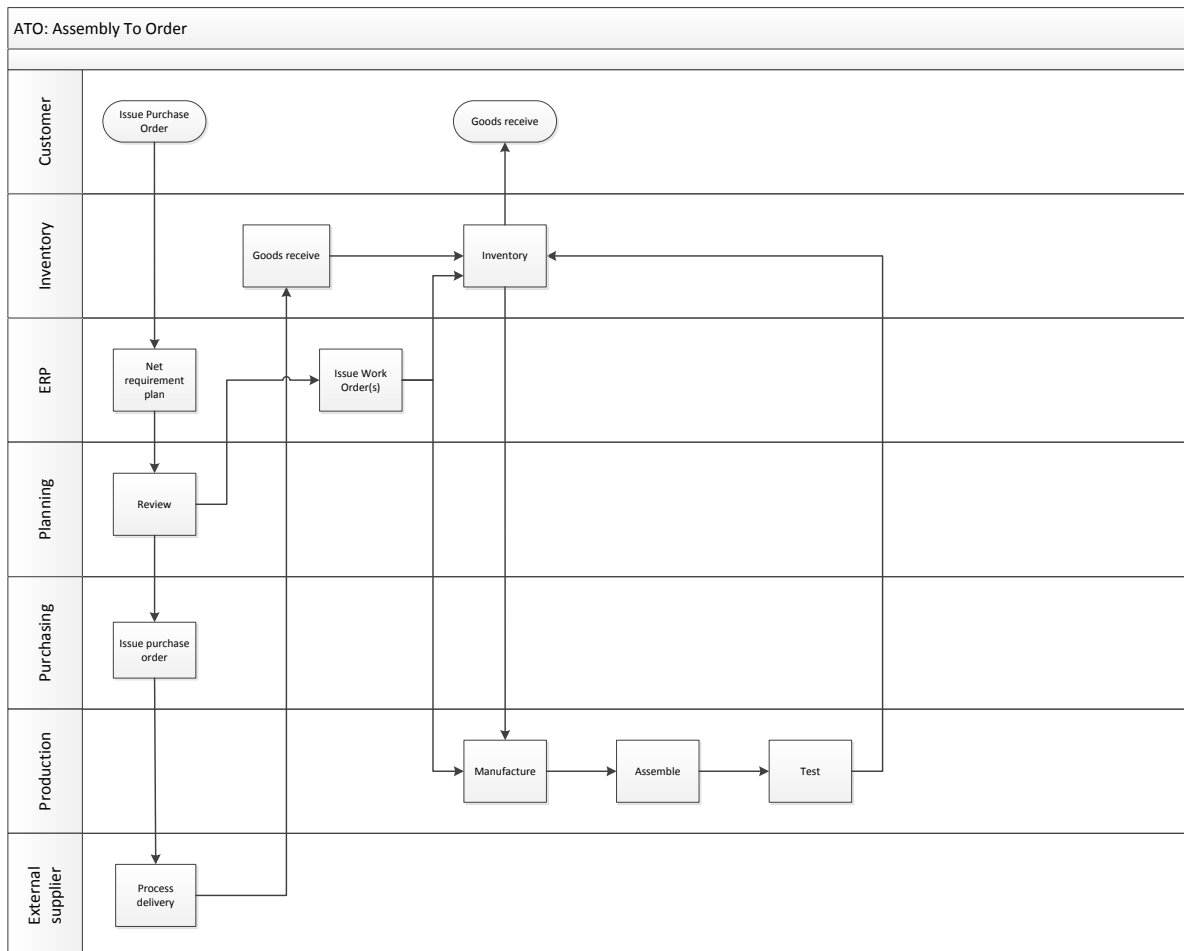 ATO: Assembly To Order
Customer
Issue Purchase
Order
Goods receive
Inventory
Goods receive
Inventory
ERP
Net
requirement
plan
Issue Work
Order(s)
Planning
Review
Purchasing
Issue purchase
order
Production
Manufacture
Assemble
Test
External
supplier
Process
delivery